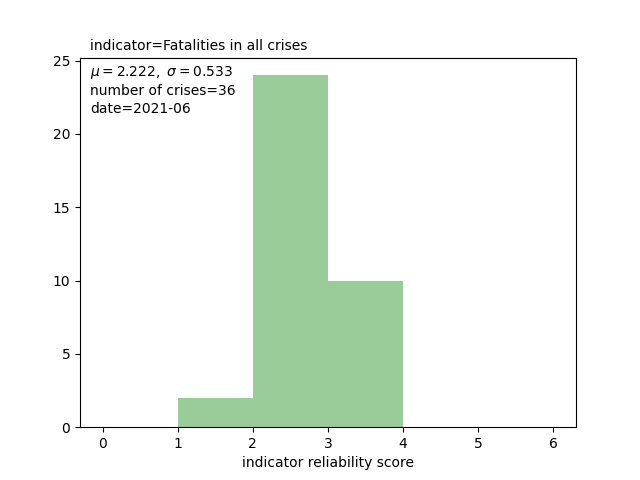 indicator=Fatalities in all crises
μ = 2.222, σ = 0.533
number of crises=36
date=2021-06
25
20
15
10
5
0
0 1 2 3 4 5 6
indicator reliability score